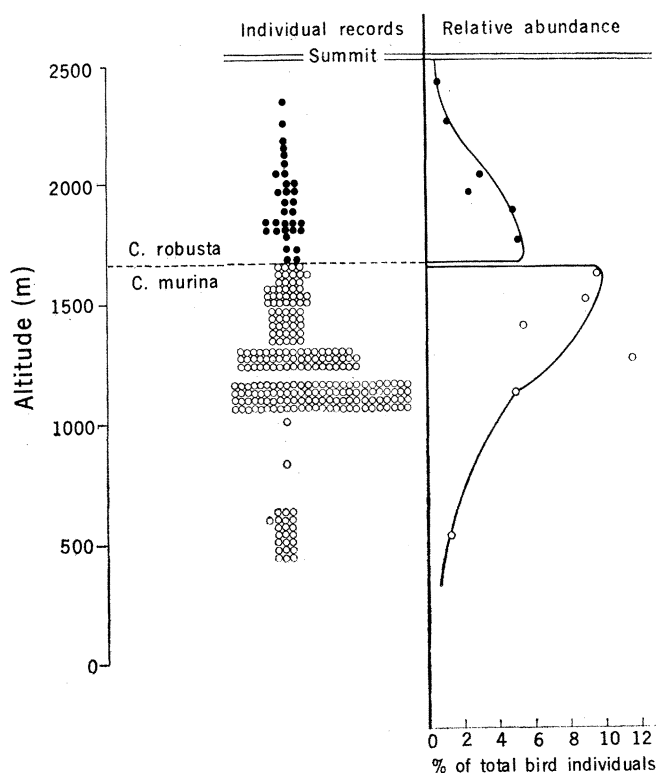 Individual records
Relative abundance
Summit
2500
2000
C. robusta
C. murina
1500
Altitude (m)
1000
500
0
0 2 4 6 8 10 12
% of total bird individuals